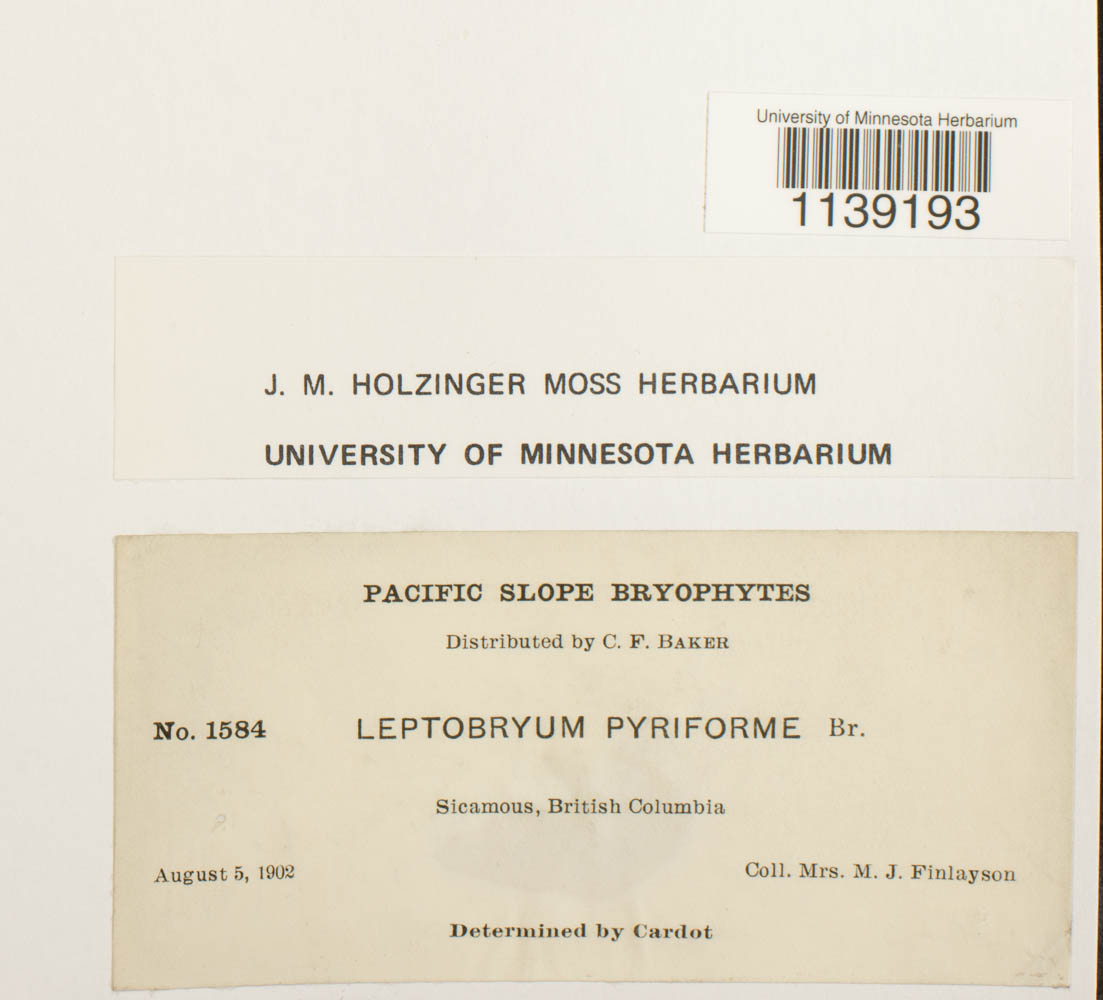 University of Minnesota Herbarium
1139193
J. M. HOLZINGER MOSS HERBARIUM
UNIVERSITY OF MINNESOTA HERBARIUM
PACIFIC SLOPE BRYOPHYTES
Distributed by C. F. BAKER
No. 1584 LEPTOBRYUM PYRIFORME Br.
Sicamous, British Columbia
August 5, 1902 Coll. Mrs. M. J. Finlayson
Determined by Cardot